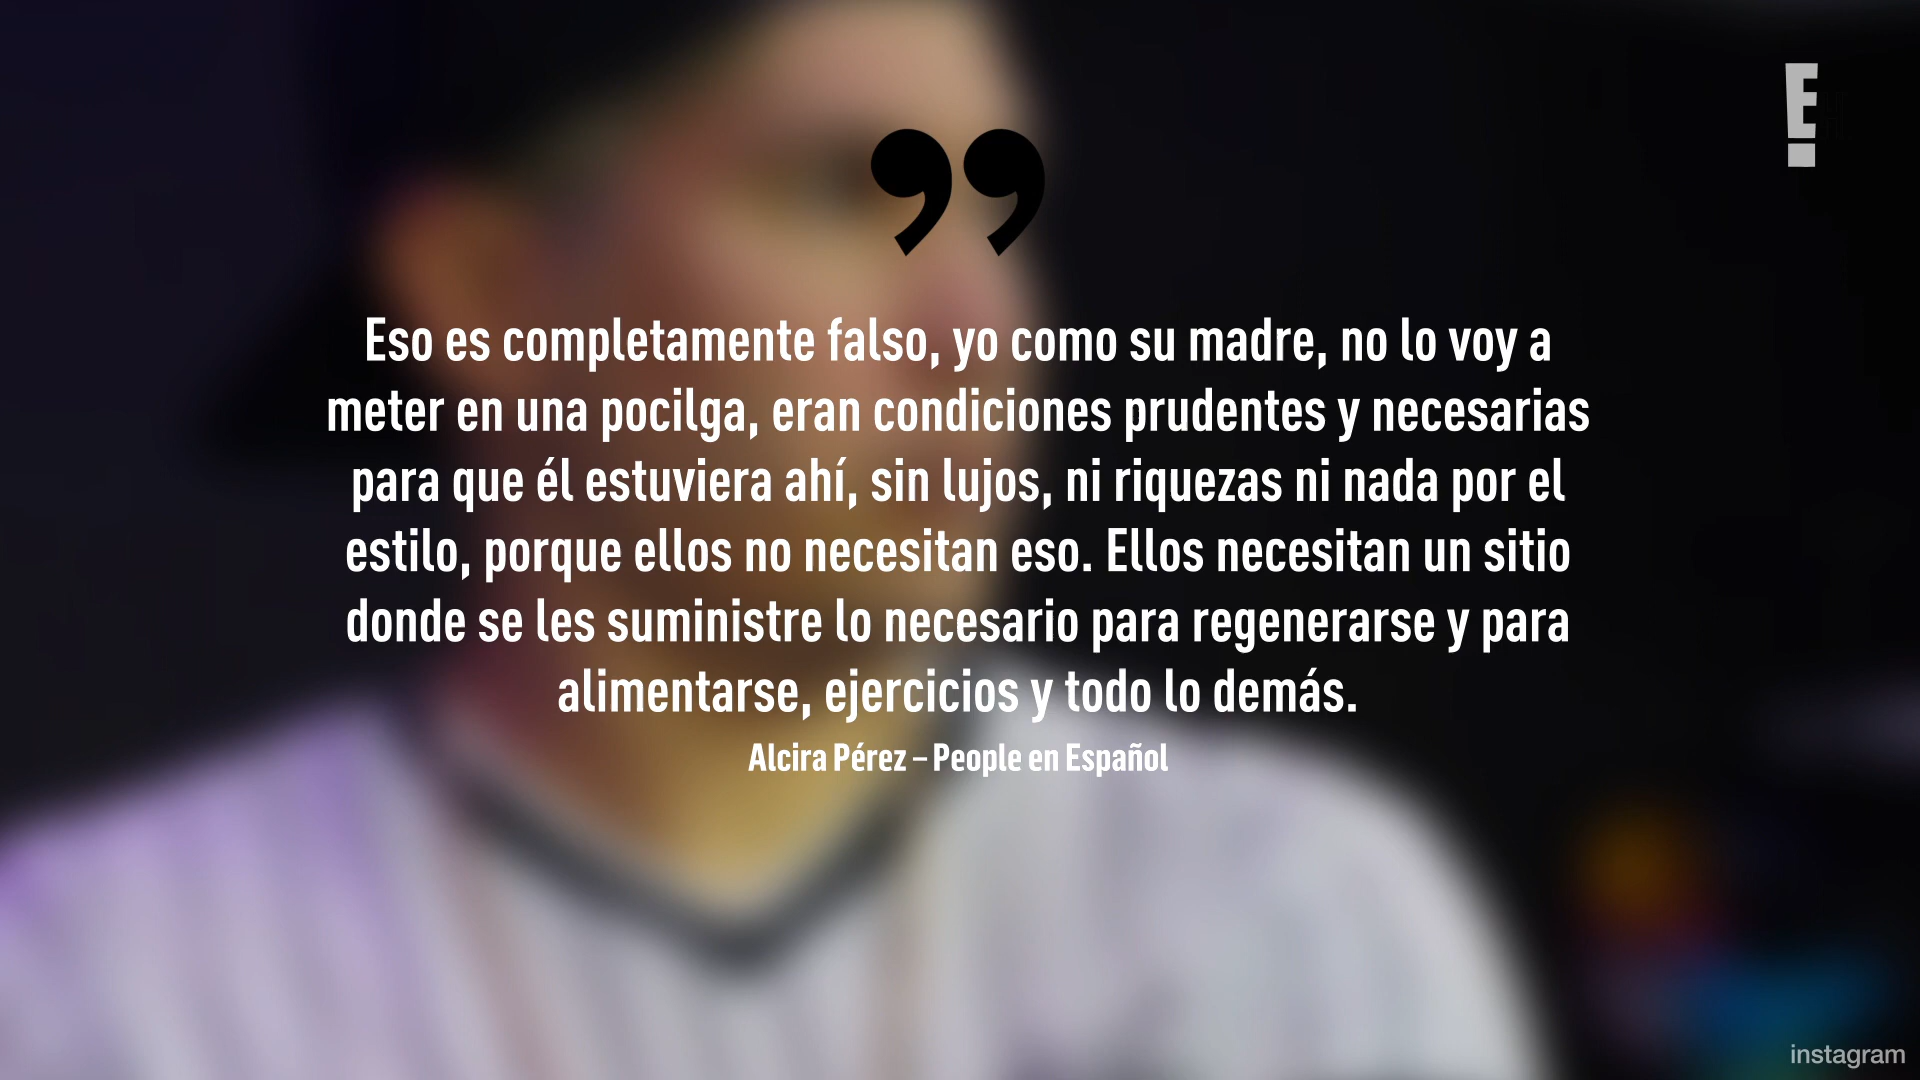 E!
”
Eso es completamente falso, yo como su madre, no lo voy a
meter en una pocilga, eran condiciones prudentes y necesarias
para que él estuviera ahí, sin lujos, ni riquezas ni nada por el
estilo, porque ellos no necesitan eso. Ellos necesitan un sitio
donde se les suministre lo necesario para regenerarse y para
alimentarse, ejercicios y todo lo demás.
Alcira Pérez – People en Español
instagram